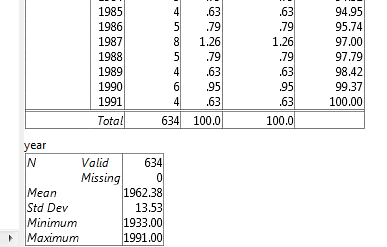 1985 4 .63 .63 94.95
1986 5 .79 .79 95.74
1987 8 1.26 1.26 97.00
1988 5 .79 .79 97.79
1989 4 .63 .63 98.42
1990 6 .95 .95 99.37
1991 4 .63 .63 100.00
Total 634 100.0 100.0
year
N Valid 634
Missing 0
Mean 1962.38
Std Dev 13.53
Minimum 1933.00
Maximum 1991.00